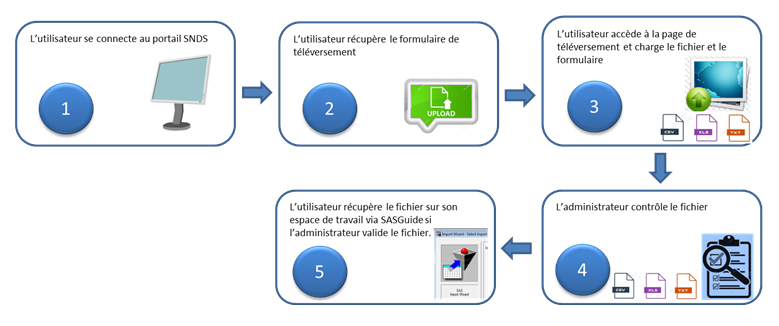 L'utilisateur se connecte au portail SNDS
1
L'utilisateur récupère le formulaire de
téléversement
2
UPLOAD
L'utilisateur accède à la page de
téléversement et charge le fichier et le
formulaire
3
CSV
XLS
TXT
L'administrateur contrôle le fichier
4
CSV
XLS
TXT
L'utilisateur récupère le fichier sur son
espace de travail via SASGuide si
l'administrateur valide le fichier.
5
Import Wizard - Select import
SAS
Import Wizard